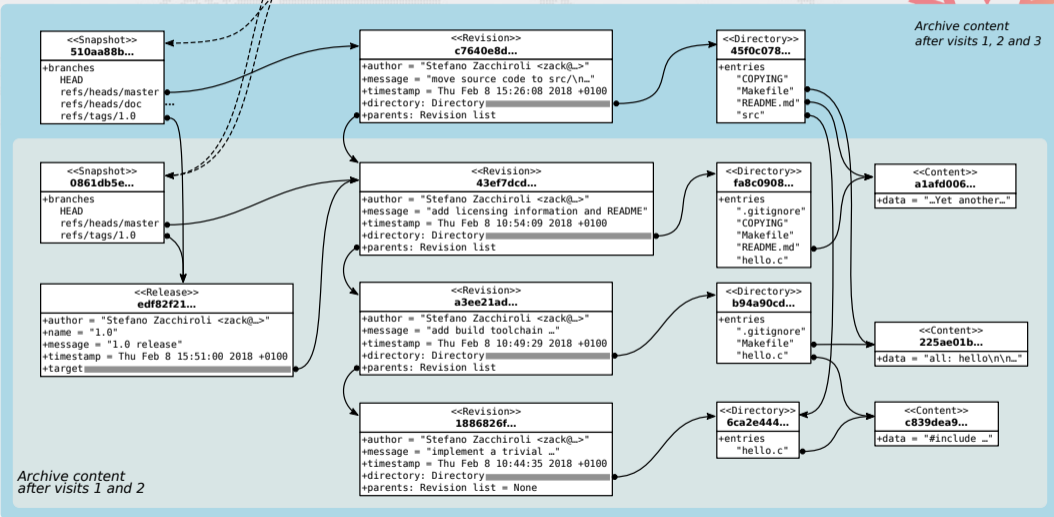 Archive content
after visits 1, 2 and 3
<<Snapshot>>
510aa88b...
+branches
HEAD
refs/heads/master
refs/heads/doc ...
refs/tags/1.0
<<Revision>>
c7640e8d...
+author = "Stefano Zacchiroli <zack@…>"
+message = "move source code to src/\n…"
+timestamp = Thu Feb 8 15:26:08 2018 +0100
+directory: Directory
+parents: Revision list
<<Directory>>
45f0c078...
+entries
"COPYING"
"Makefile"
"README.md"
"src"
<<Snapshot>>
0861db5e...
+branches
HEAD
refs/heads/master
refs/tags/1.0
<<Revision>>
43ef7dcd...
+author = "Stefano Zacchiroli <zack@…>"
+message = "add licensing information and README"
+timestamp = Thu Feb 8 10:54:09 2018 +0100
+directory: Directory
+parents: Revision list
<<Directory>>
fa8c0908...
+entries
".gitignore"
"COPYING"
"Makefile"
"README.md"
"hello.c"
<<Content>>
a1afd006...
+data = "…Yet another…"
<<Release>>
edf82f21...
+author = "Stefano Zacchiroli <zack@…>"
+name = "1.0"
+message = "1.0 release"
+timestamp = Thu Feb 8 15:51:00 2018 +0100
+target
<<Revision>>
a3ee21ad...
+author = "Stefano Zacchiroli <zack@…>"
+message = "add build toolchain …"
+timestamp = Thu Feb 8 10:49:29 2018 +0100
+directory: Directory
+parents: Revision list
<<Directory>>
b94a90cd...
+entries
".gitignore"
"Makefile"
"hello.c"
<<Content>>
225ae01b...
+data = "all: hello\n\n…"
<<Revision>>
1886826f...
+author = "Stefano Zacchiroli <zack@…>"
+message = "implement a trivial …"
+timestamp = Thu Feb 8 10:44:35 2018 +0100
+directory: Directory
+parents: Revision list = None
<<Directory>>
6ca2e444...
+entries
"hello.c"
<<Content>>
c839dea9...
+data = "#include …"
Archive content
after visits 1 and 2